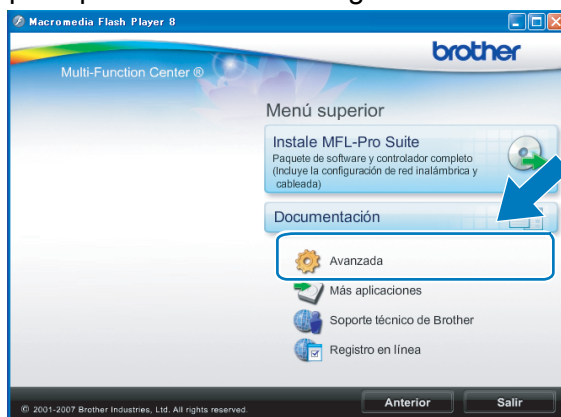 Macromedia Flash Player 8
brother
Multi-Function Center ®
Menú superior
Instale MFL-Pro Suite
Paquete de software y controlador completo
(Incluye la configuración de red inalámbrica y
cableada)
Documentación
Avanzada
Más aplicaciones
Soporte técnico de Brother
Registro en línea
© 2001-2007 Brother Industries, Ltd. All rights reserved.
Anterior
Salir